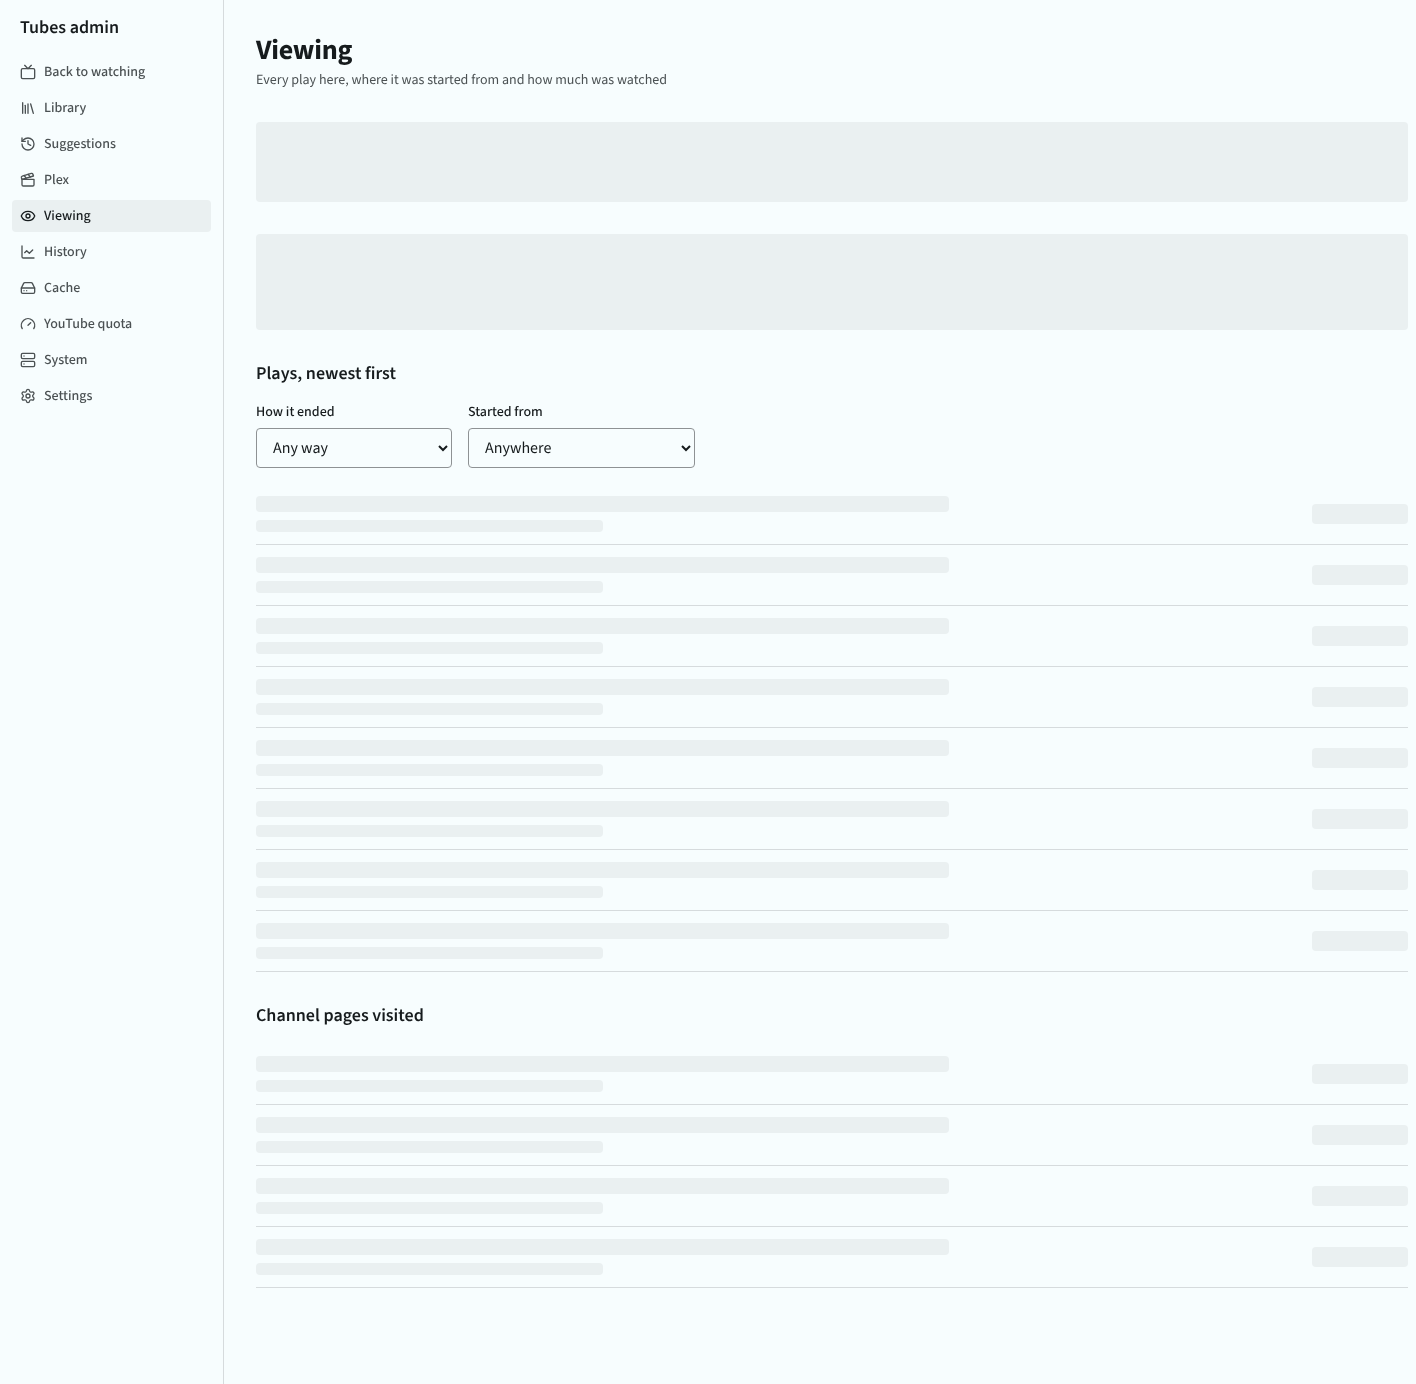 Tubes admin
Back to watching
Library
Suggestions
Plex
Viewing
History
Cache
YouTube quota
System
Settings
Viewing
Every play here, where it was started from and how much was watched
Plays, newest first
How it ended
Started from
Any way
Anywhere
Channel pages visited